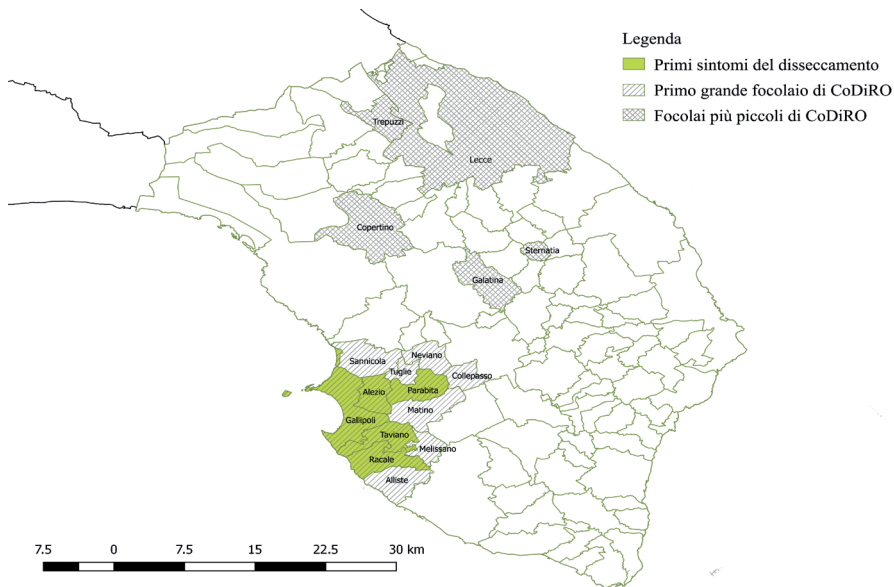 Legenda
Primi sintomi del disseccamento
Primo grande focolaio di CoDiRO
Focolai più piccoli di CoDiRO
Trepuzzi
Lecce
Copertino
Sternatia
Galatina
Neviano
Sannicola
Tuglie
Collepasso
Alezio
Parabita
Matino
Gallipoli
Taviano
Melissano
Racale
Alliste
7.5 0 7.5 15 22.5 30 km